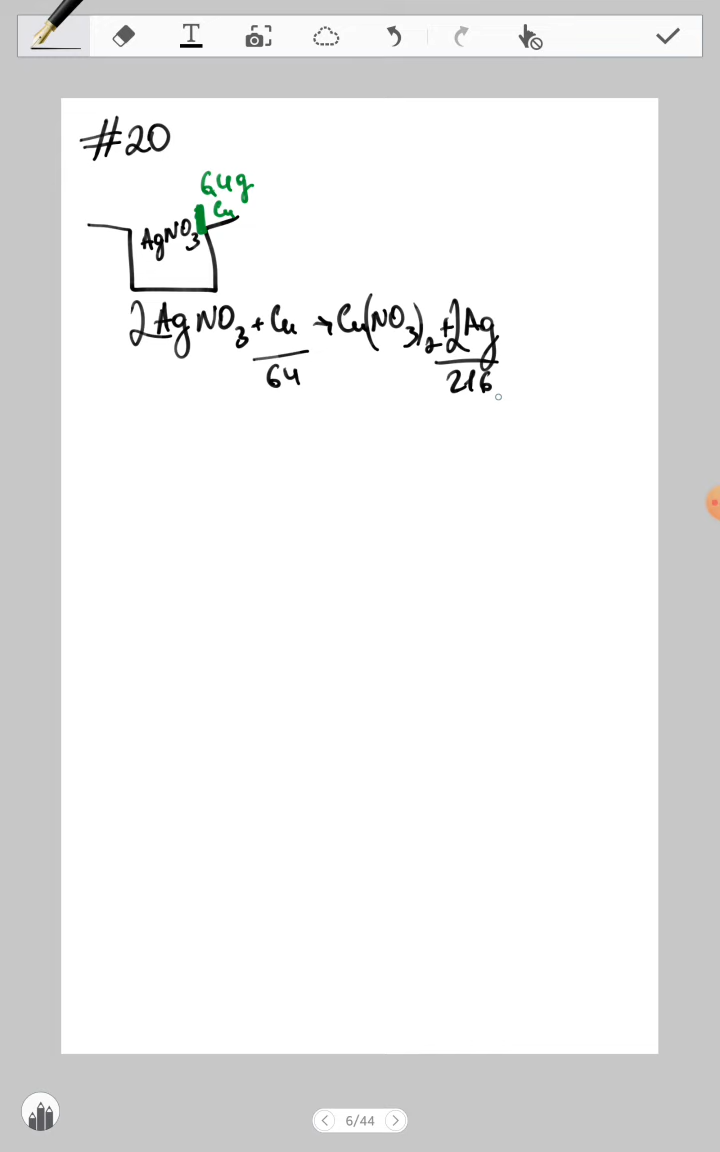 T
#20
64g
Cu
AgNO₃
2AgNO₃ + Cu → Cu(NO₃)₂ + 2Ag
64
216
6/44